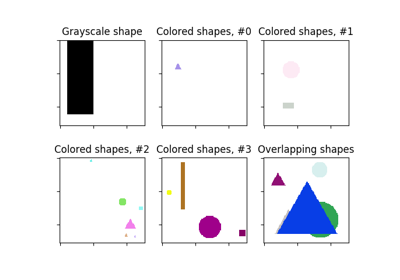 Grayscale shape
Colored shapes, #0
Colored shapes, #1
Colored shapes, #2
Colored shapes, #3
Overlapping shapes